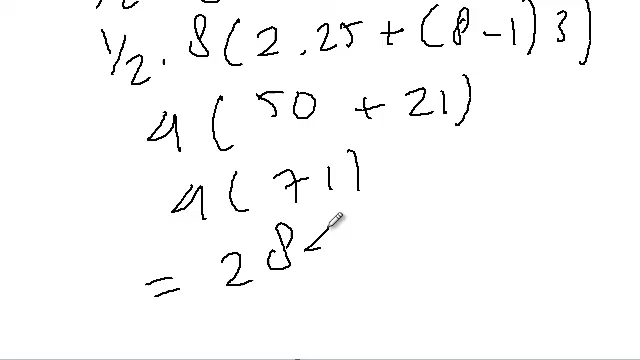 1/2 . 8 ( 2 . 25 + ( 8 - 1 ) 3 )
4 ( 50 + 21 )
4 ( 71 )
= 28